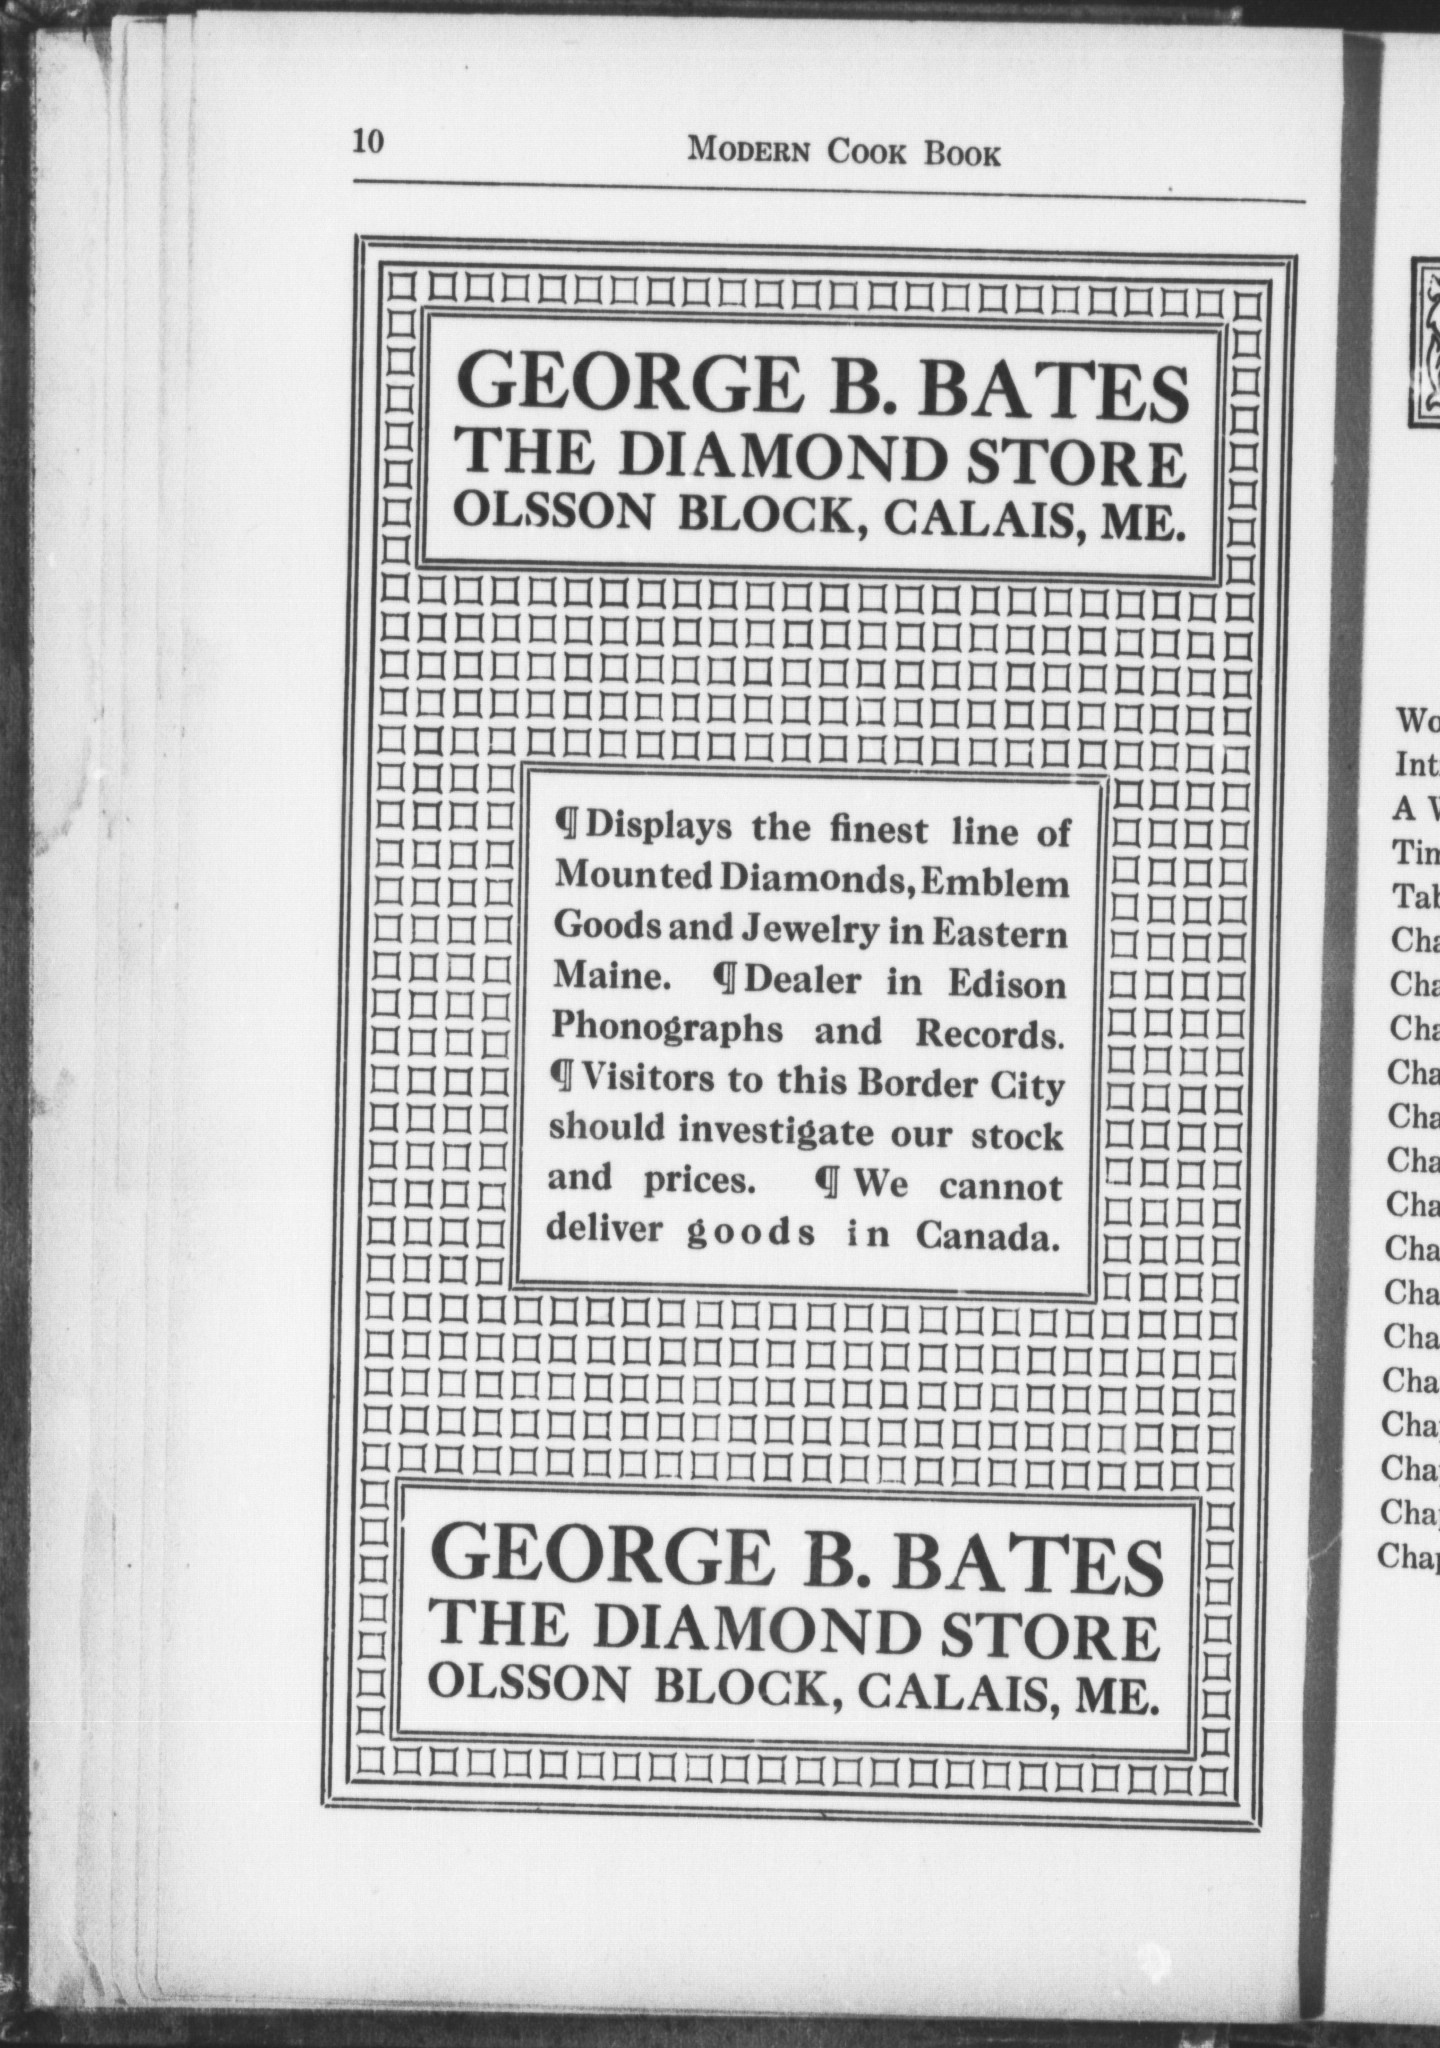 10
MODERN COOK BOOK
GEORGE B. BATES
THE DIAMOND STORE
OLSSON BLOCK, CALAIS, ME.
¶ Displays the finest line of
Mounted Diamonds, Emblem
Goods and Jewelry in Eastern
Maine. ¶ Dealer in Edison
Phonographs and Records.
¶ Visitors to this Border City
should investigate our stock
and prices. ¶ We cannot
deliver goods in Canada.
GEORGE B. BATES
THE DIAMOND STORE
OLSSON BLOCK, CALAIS, ME.